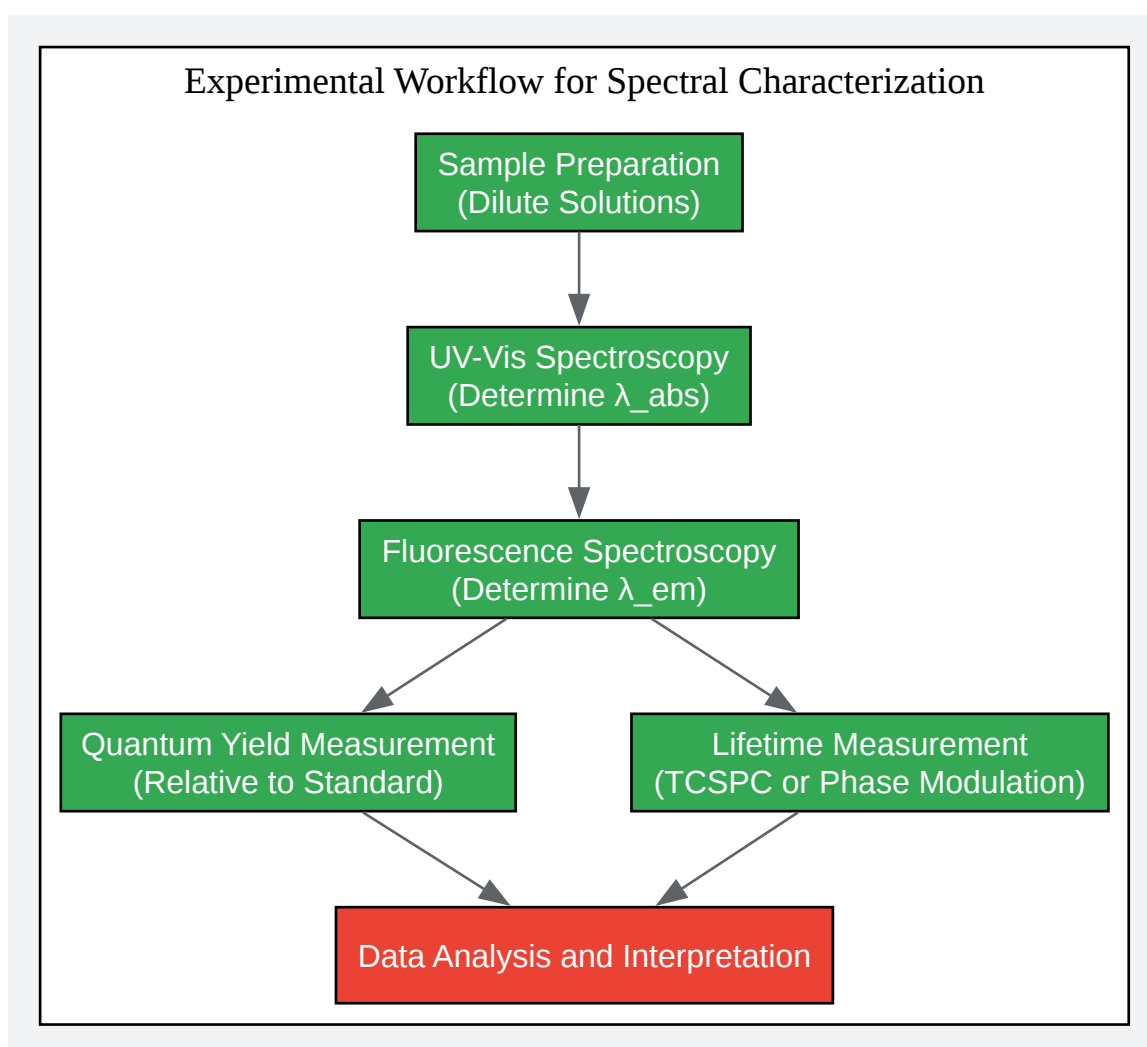 Experimental Workflow for Spectral Characterization
Sample Preparation
(Dilute Solutions)
UV-Vis Spectroscopy
(Determine λ_abs)
Fluorescence Spectroscopy
(Determine λ_em)
Quantum Yield Measurement
(Relative to Standard)
Lifetime Measurement
(TCSPC or Phase Modulation)
Data Analysis and Interpretation